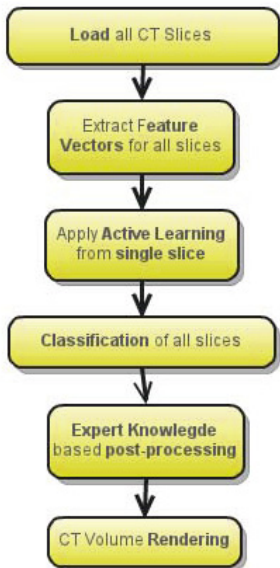 Load all CT Slices
Extract Feature
Vectors for all slices
Apply Active Learning
from single slice
Classification of all slices
Expert Knowlegde
based post-processing
CT Volume Rendering